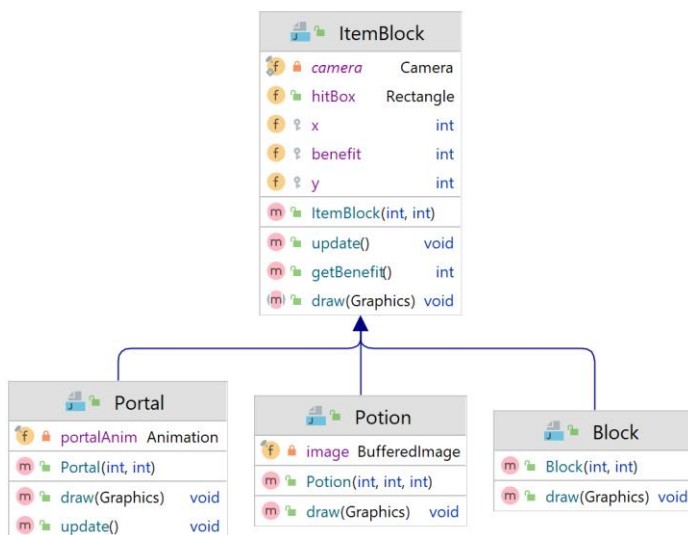 ItemBlock
camera Camera
hitBox Rectangle
x int
benefit int
y int
ItemBlock(int, int)
update() void
getBenefit() int
draw(Graphics) void
Portal
portalAnim Animation
Portal(int, int)
draw(Graphics) void
update() void
Potion
image BufferedImage
Potion(int, int, int)
draw(Graphics) void
Block
Block(int, int)
draw(Graphics) void